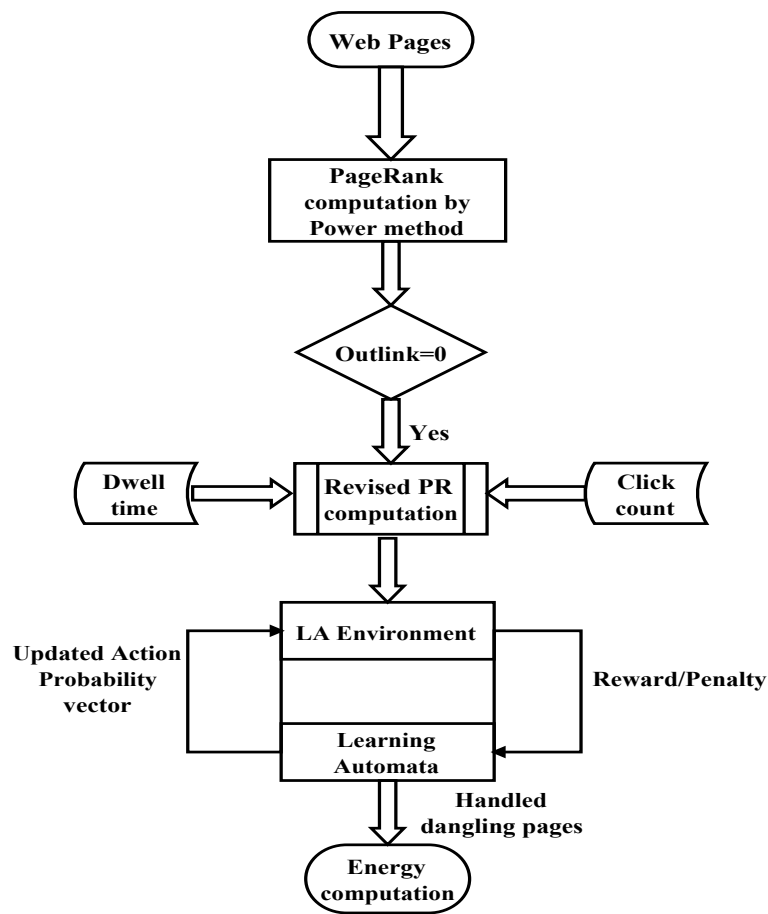 Web Pages
PageRank
computation by
Power method
Outlink=0
Yes
Dwell
time
Revised PR
computation
Click
count
LA Environment
Updated Action
Probability
vector
Reward/Penalty
Learning
Automata
Handled
dangling pages
Energy
computation